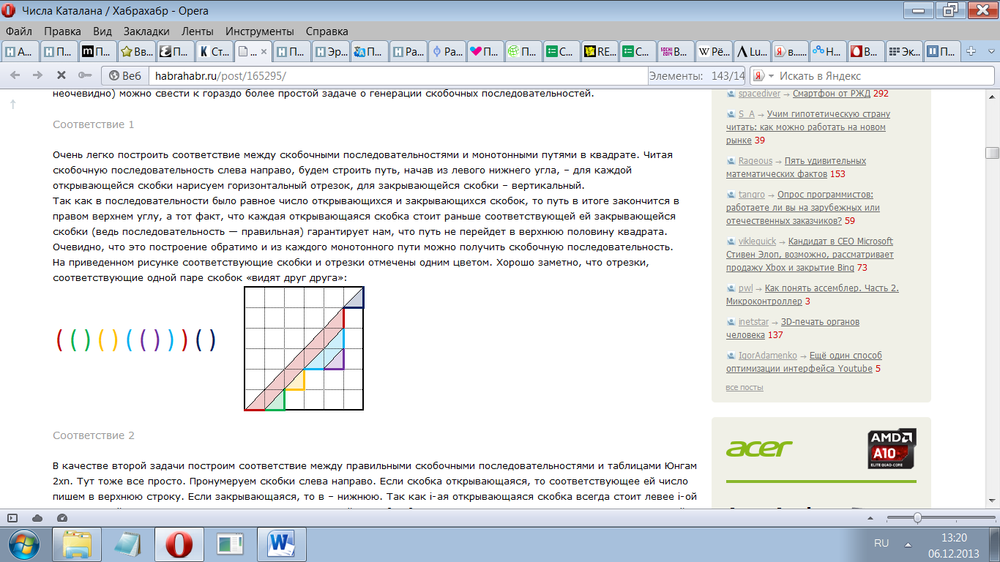 Числа Каталана / Хабрахабр - Opera
Файл Правка Вид Закладки Ленты Инструменты Справка
А... П... П... Вв... П... Ст... ... П... Эр... П... Ра... Ра... П... П... С... RE... С... В... Рё... Lu... в... Н... В... Эк... П...
Веб habrahabr.ru/post/165295/ Элементы: 143/14 Искать в Яндекс
неочевидно) можно свести к гораздо более простой задаче о генерации скобочных последовательностей.
Соответствие 1
Очень легко построить соответствие между скобочными последовательностями и монотонными путями в квадрате. Читая
скобочную последовательность слева направо, будем строить путь, начав из левого нижнего угла, – для каждой
открывающейся скобки нарисуем горизонтальный отрезок, для закрывающейся скобки – вертикальный.
Так как в последовательности было равное число открывающихся и закрывающихся скобок, то путь в итоге закончится в
правом верхнем углу, а тот факт, что каждая открывающаяся скобка стоит раньше соответствующей ей закрывающейся
скобки (ведь последовательность — правильная) гарантирует нам, что путь не перейдет в верхнюю половину квадрата.
Очевидно, что это построение обратимо и из каждого монотонного пути можно получить скобочную последовательность.
На приведенном рисунке соответствующие скобки и отрезки отмечены одним цветом. Хорошо заметно, что отрезки,
соответствующие одной паре скобок «видят друг друга»:
( ( ) ( ) ( ( ) ) ) ( )
Соответствие 2
В качестве второй задачи построим соответствие между правильными скобочными последовательностями и таблицами Юнгам
2xn. Тут тоже все просто. Пронумеруем скобки слева направо. Если скобка открывающаяся, то соответствующее ей число
пишем в верхнюю строку. Если закрывающаяся, то в – нижнюю. Так как i-ая открывающаяся скобка всегда стоит левее i-ой
spacediver → Смартфон от РЖД 292
S_A → Учим гипотетическую страну
читать: как можно работать на новом
рынке 39
Rageous → Пять удивительных
математических фактов 153
tangro → Опрос программистов:
работаете ли вы на зарубежных или
отечественных заказчиков? 59
viklequick → Кандидат в CEO Microsoft
Стивен Элоп, возможно, рассматривает
продажу Xbox и закрытие Bing 73
pwl → Как понять ассемблер. Часть 2.
Микроконтроллер 3
inetstar → 3D-печать органов
человека 137
IgorAdamenko → Ещё один способ
оптимизации интерфейса Youtube 5
все посты
acer
AMD
A10
ELITE QUAD-CORE
RU
13:20
06.12.2013